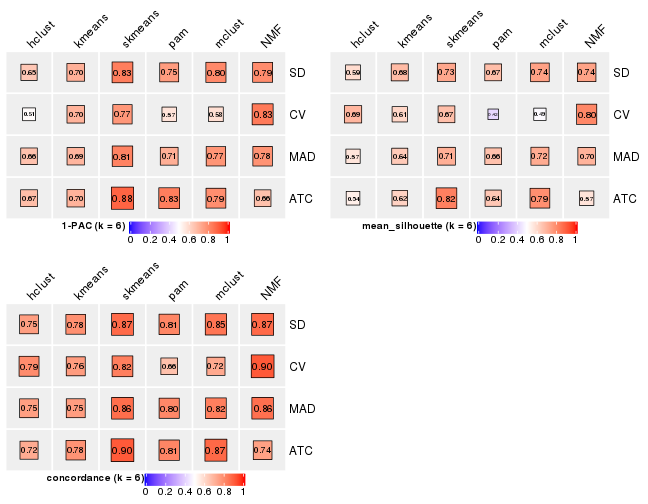 hclust kmeans skmeans pam mclust NMF
0.65 0.70 0.83 0.75 0.80 0.79 SD
0.51 0.70 0.77 0.57 0.58 0.83 CV
0.66 0.69 0.81 0.71 0.77 0.78 MAD
0.67 0.70 0.88 0.83 0.79 0.66 ATC
1-PAC (k = 6)
0 0.2 0.4 0.6 0.8 1
hclust kmeans skmeans pam mclust NMF
0.59 0.68 0.73 0.67 0.74 0.74 SD
0.69 0.61 0.67 0.49 0.80 CV
0.57 0.64 0.71 0.66 0.72 0.70 MAD
0.54 0.62 0.82 0.64 0.79 0.57 ATC
mean_silhouette (k = 6)
0 0.2 0.4 0.6 0.8 1
hclust kmeans skmeans pam mclust NMF
0.75 0.78 0.87 0.81 0.85 0.87 SD
0.79 0.76 0.82 0.66 0.72 0.90 CV
0.75 0.75 0.86 0.80 0.82 0.86 MAD
0.72 0.78 0.90 0.81 0.87 0.74 ATC
concordance (k = 6)
0 0.2 0.4 0.6 0.8 1